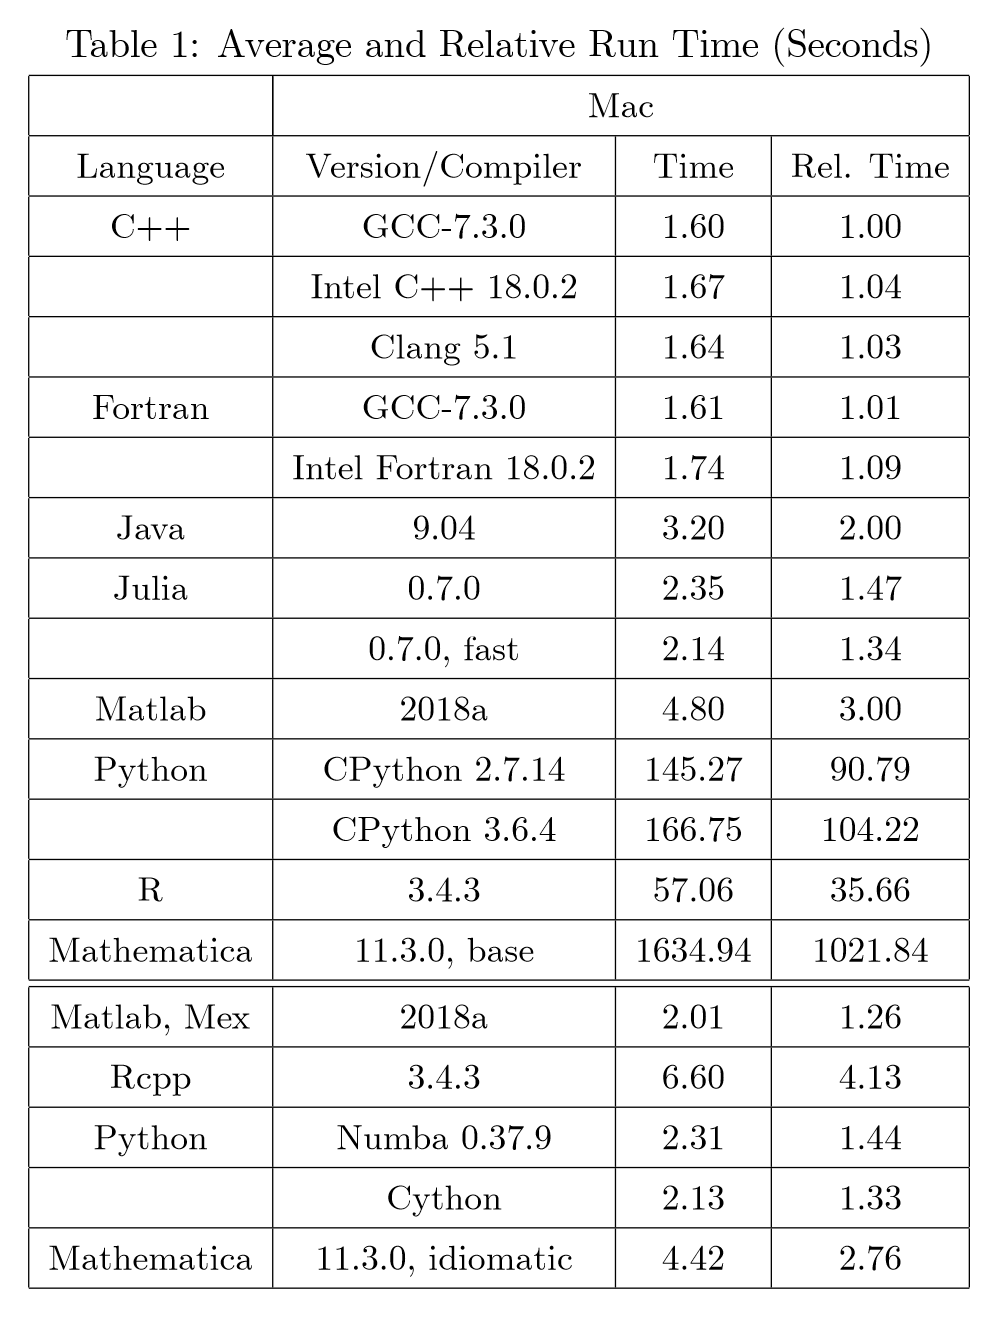 Table 1: Average and Relative Run Time (Seconds)
Mac
Language Version/Compiler Time Rel. Time
C++ GCC-7.3.0 1.60 1.00
Intel C++ 18.0.2 1.67 1.04
Clang 5.1 1.64 1.03
Fortran GCC-7.3.0 1.61 1.01
Intel Fortran 18.0.2 1.74 1.09
Java 9.04 3.20 2.00
Julia 0.7.0 2.35 1.47
0.7.0, fast 2.14 1.34
Matlab 2018a 4.80 3.00
Python CPython 2.7.14 145.27 90.79
CPython 3.6.4 166.75 104.22
R 3.4.3 57.06 35.66
Mathematica 11.3.0, base 1634.94 1021.84
Matlab, Mex 2018a 2.01 1.26
Rcpp 3.4.3 6.60 4.13
Python Numba 0.37.9 2.31 1.44
Cython 2.13 1.33
Mathematica 11.3.0, idiomatic 4.42 2.76